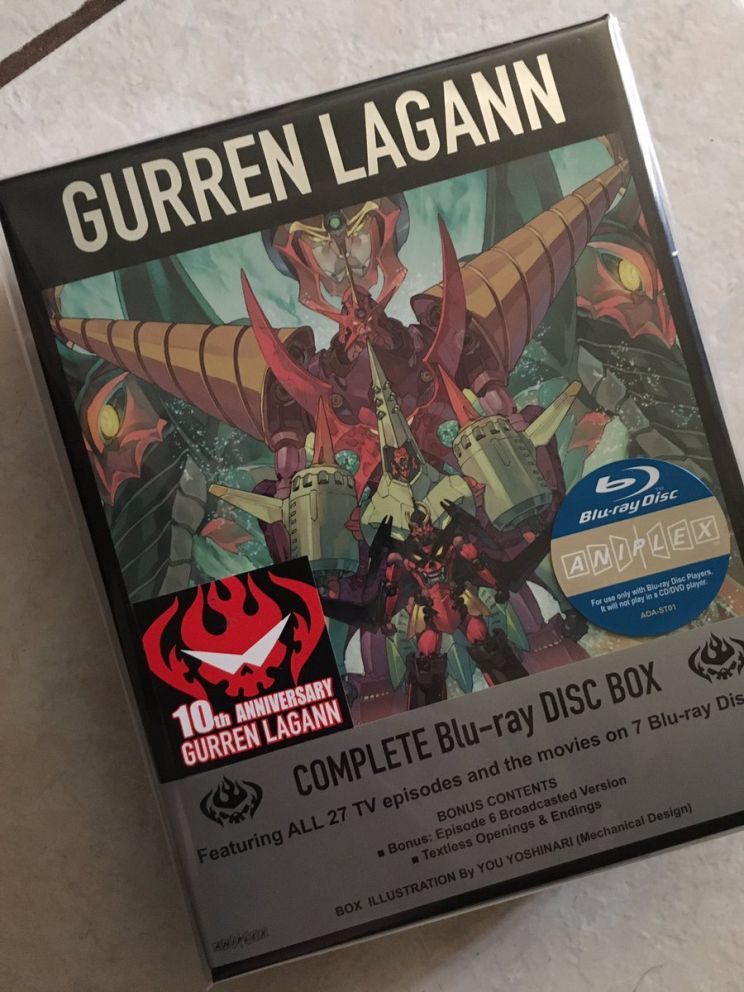 GURREN LAGANN
Blu-ray Disc
ANIPLEX
For use only with Blu-ray Disc Players.
It will not play in a CD/DVD player.
AOA-ST01
10th ANNIVERSARY
GURREN LAGANN
COMPLETE Blu-ray DISC BOX
Featuring ALL 27 TV episodes and the movies on 7 Blu-ray Dis
BONUS CONTENTS
■ Bonus: Episode 6 Broadcasted Version
■ Textless Openings & Endings
BOX ILLUSTRATION By YOU YOSHINARI (Mechanical Design)
ANIPLEX